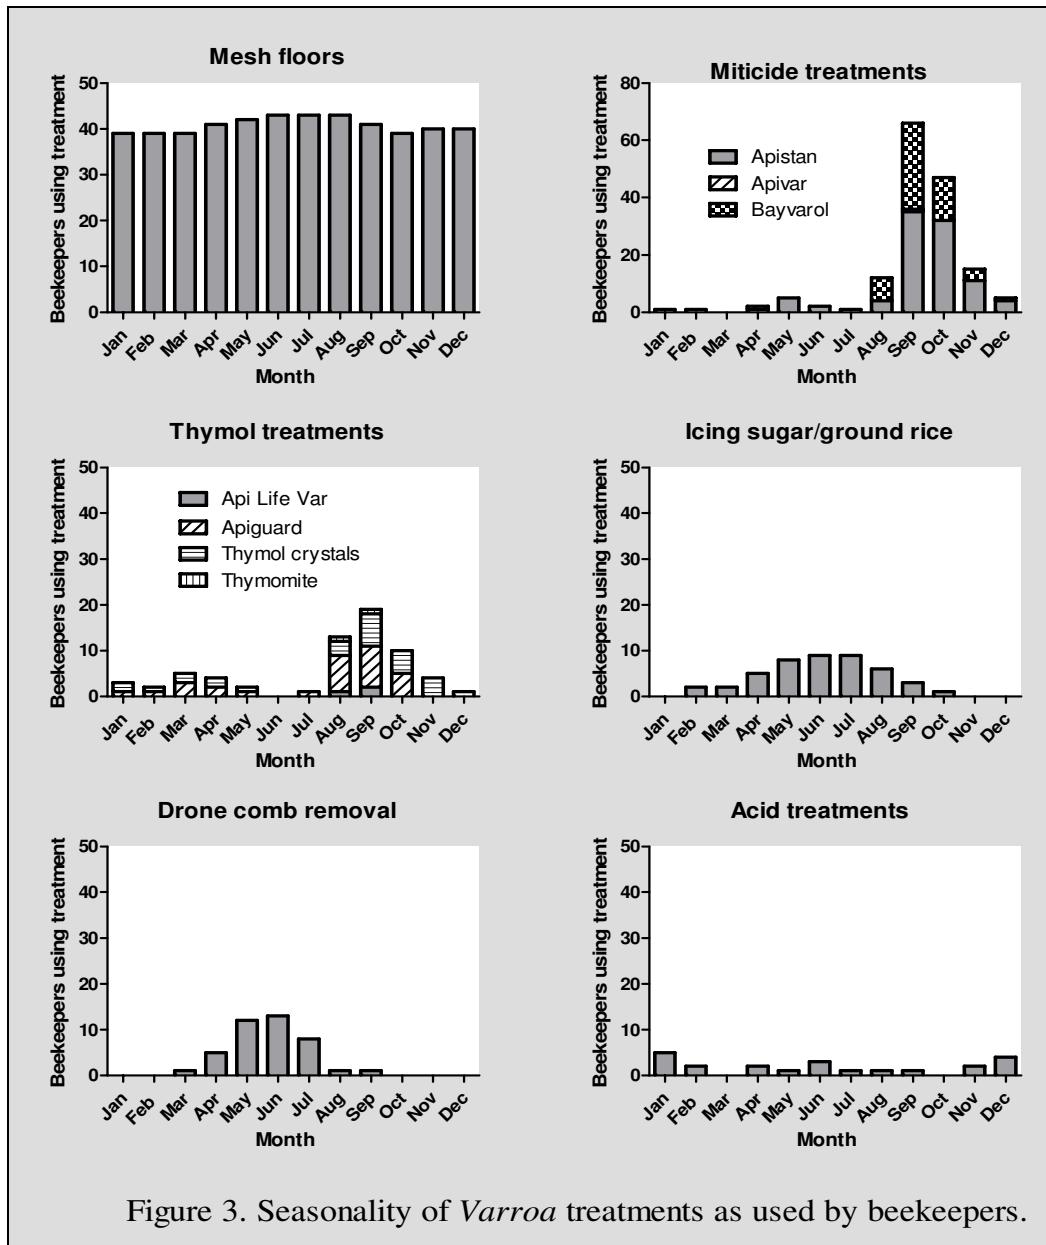 Mesh floors
Beekeepers using treatment
50
40
30
20
10
0
Jan Feb Mar Apr May Jun Jul Aug Sep Oct Nov Dec
Month
Miticide treatments
Beekeepers using treatment
80
60
40
20
0
Apistan
Apivar
Bayvarol
Jan Feb Mar Apr May Jun Jul Aug Sep Oct Nov Dec
Month
Thymol treatments
Beekeepers using treatment
50
40
30
20
10
0
Api Life Var
Apiguard
Thymol crystals
Thymomite
Jan Feb Mar Apr May Jun Jul Aug Sep Oct Nov Dec
Month
Icing sugar/ground rice
Beekeepers using treatment
50
40
30
20
10
0
Jan Feb Mar Apr May Jun Jul Aug Sep Oct Nov Dec
Month
Drone comb removal
Beekeepers using treatment
50
40
30
20
10
0
Jan Feb Mar Apr May Jun Jul Aug Sep Oct Nov Dec
Month
Acid treatments
Beekeepers using treatment
50
40
30
20
10
0
Jan Feb Mar Apr May Jun Jul Aug Sep Oct Nov Dec
Month
Figure 3. Seasonality of Varroa treatments as used by beekeepers.